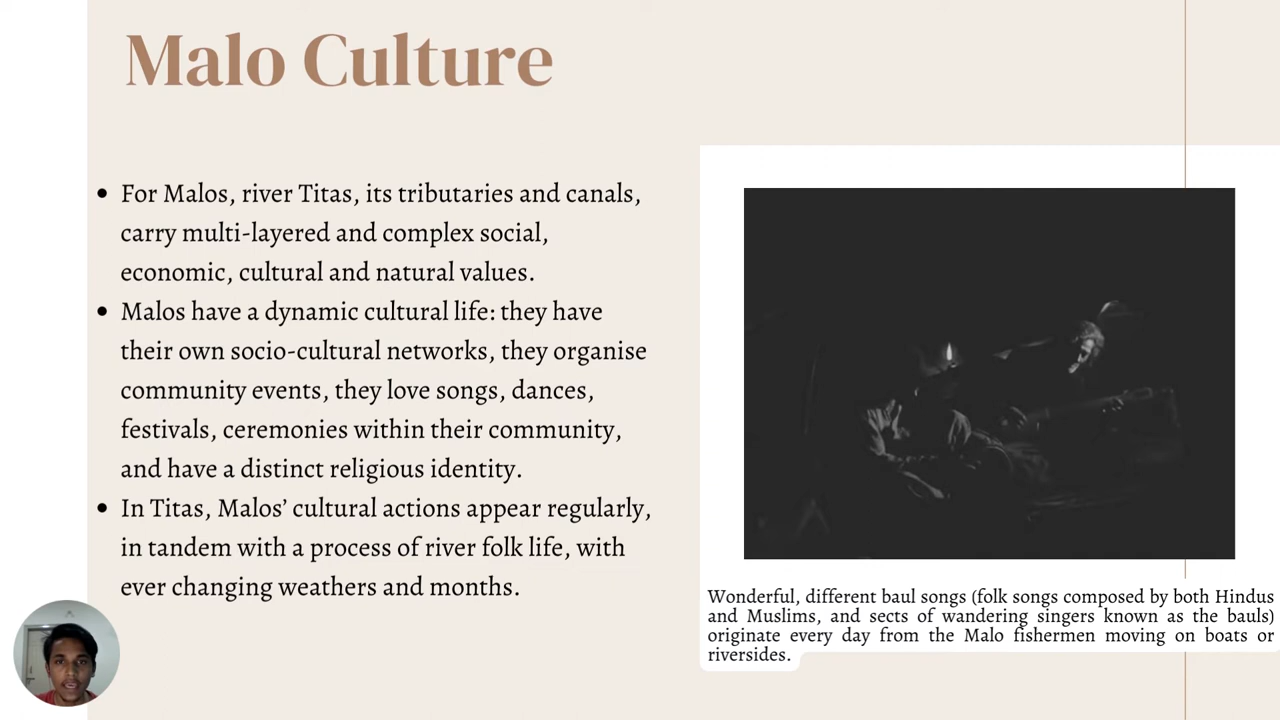 Malo Culture
For Malos, river Titas, its tributaries and canals,
carry multi-layered and complex social,
economic, cultural and natural values.
Malos have a dynamic cultural life: they have
their own socio-cultural networks, they organise
community events, they love songs, dances,
festivals, ceremonies within their community,
and have a distinct religious identity.
In Titas, Malos’ cultural actions appear regularly,
in tandem with a process of river folk life, with
ever changing weathers and months.
Wonderful, different baul songs (folk songs composed by both Hindus
and Muslims, and sects of wandering singers known as the bauls)
originate every day from the Malo fishermen moving on boats or
riversides.